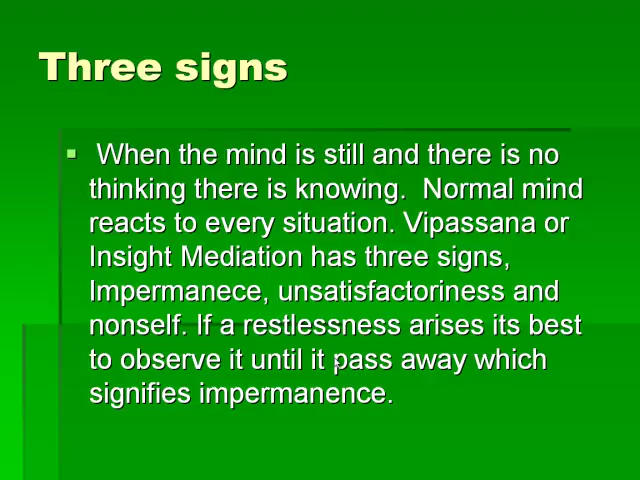 Three signs
When the mind is still and there is no
thinking there is knowing. Normal mind
reacts to every situation. Vipassana or
Insight Mediation has three signs,
Impermanece, unsatisfactoriness and
nonself. If a restlessness arises its best
to observe it until it pass away which
signifies impermanence.